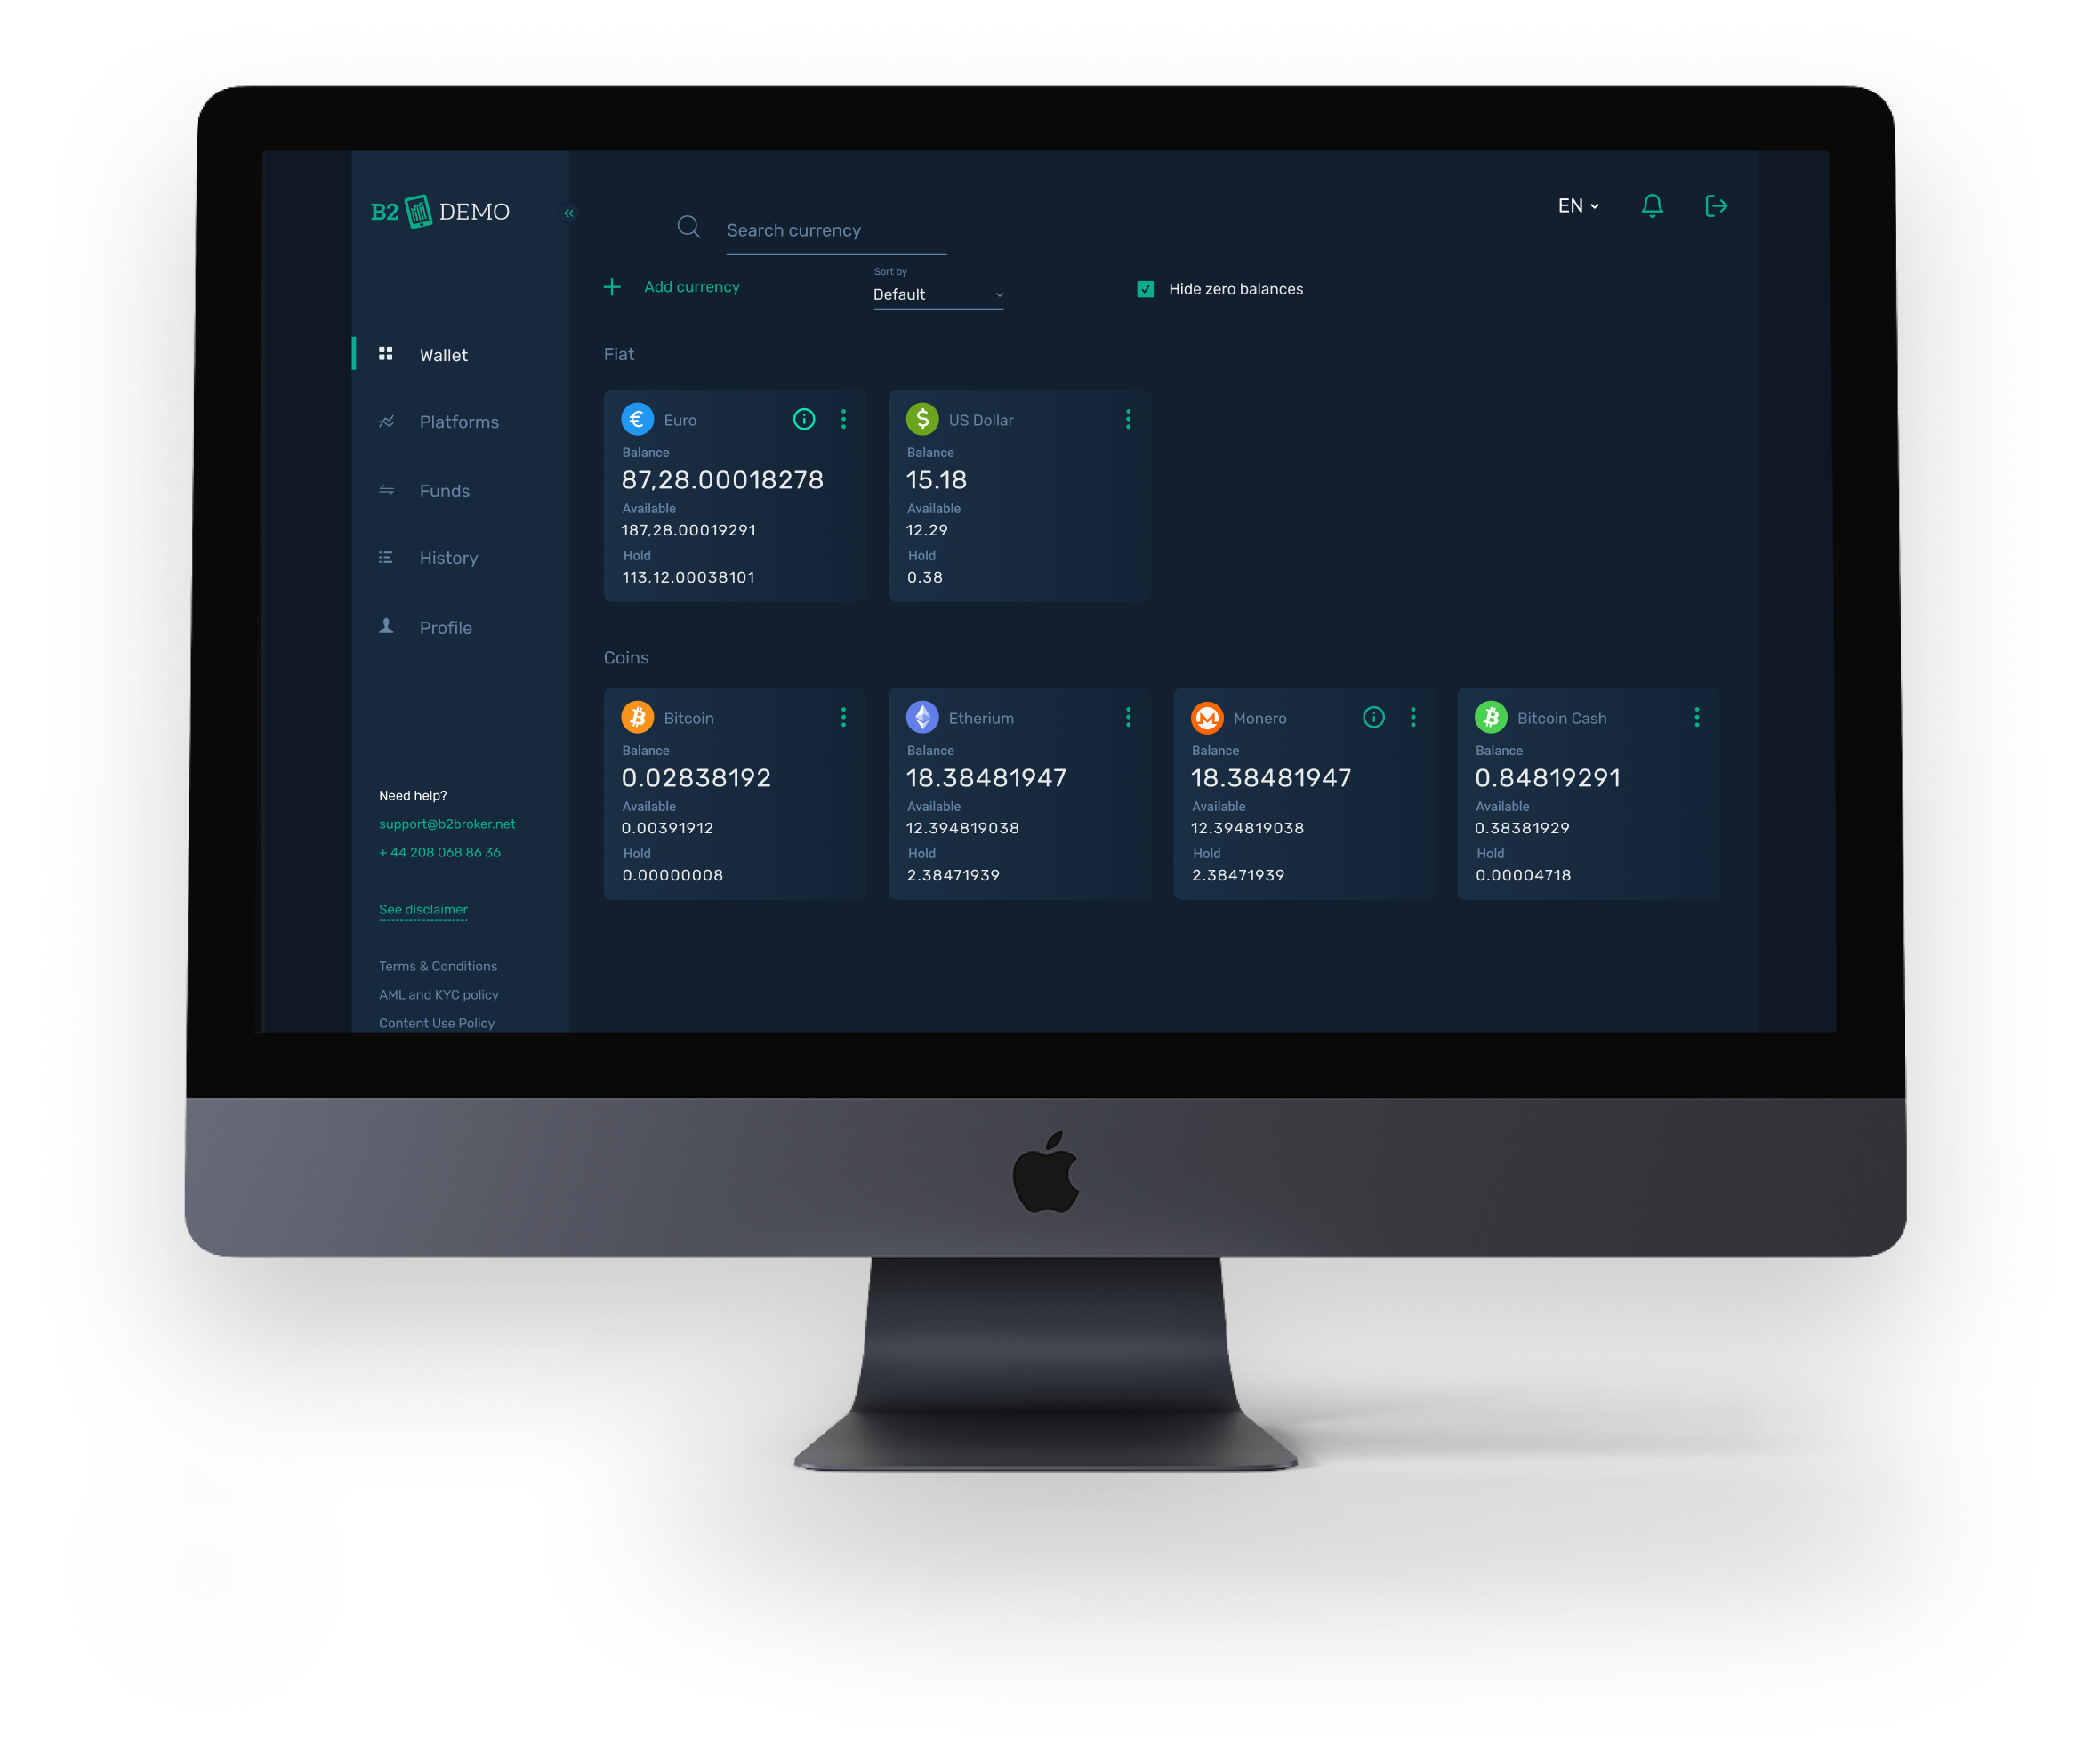 B2 DEMO
Search currency
EN
Add currency
Sort by
Default
Hide zero balances
Wallet
Platforms
Funds
History
Profile
Need help?
support@b2broker.net
+ 44 208 068 86 36
See disclaimer
Terms & Conditions
AML and KYC policy
Content Use Policy
Fiat
Euro
Balance
87,28.00018278
Available
187,28.00019291
Hold
113,12.00038101
US Dollar
Balance
15.18
Available
12.29
Hold
0.38
Coins
Bitcoin
Balance
0.02838192
Available
0.00391912
Hold
0.00000008
Etherium
Balance
18.38481947
Available
12.394819038
Hold
2.38471939
Monero
Balance
18.38481947
Available
12.394819038
Hold
2.38471939
Bitcoin Cash
Balance
0.84819291
Available
0.38381929
Hold
0.00004718